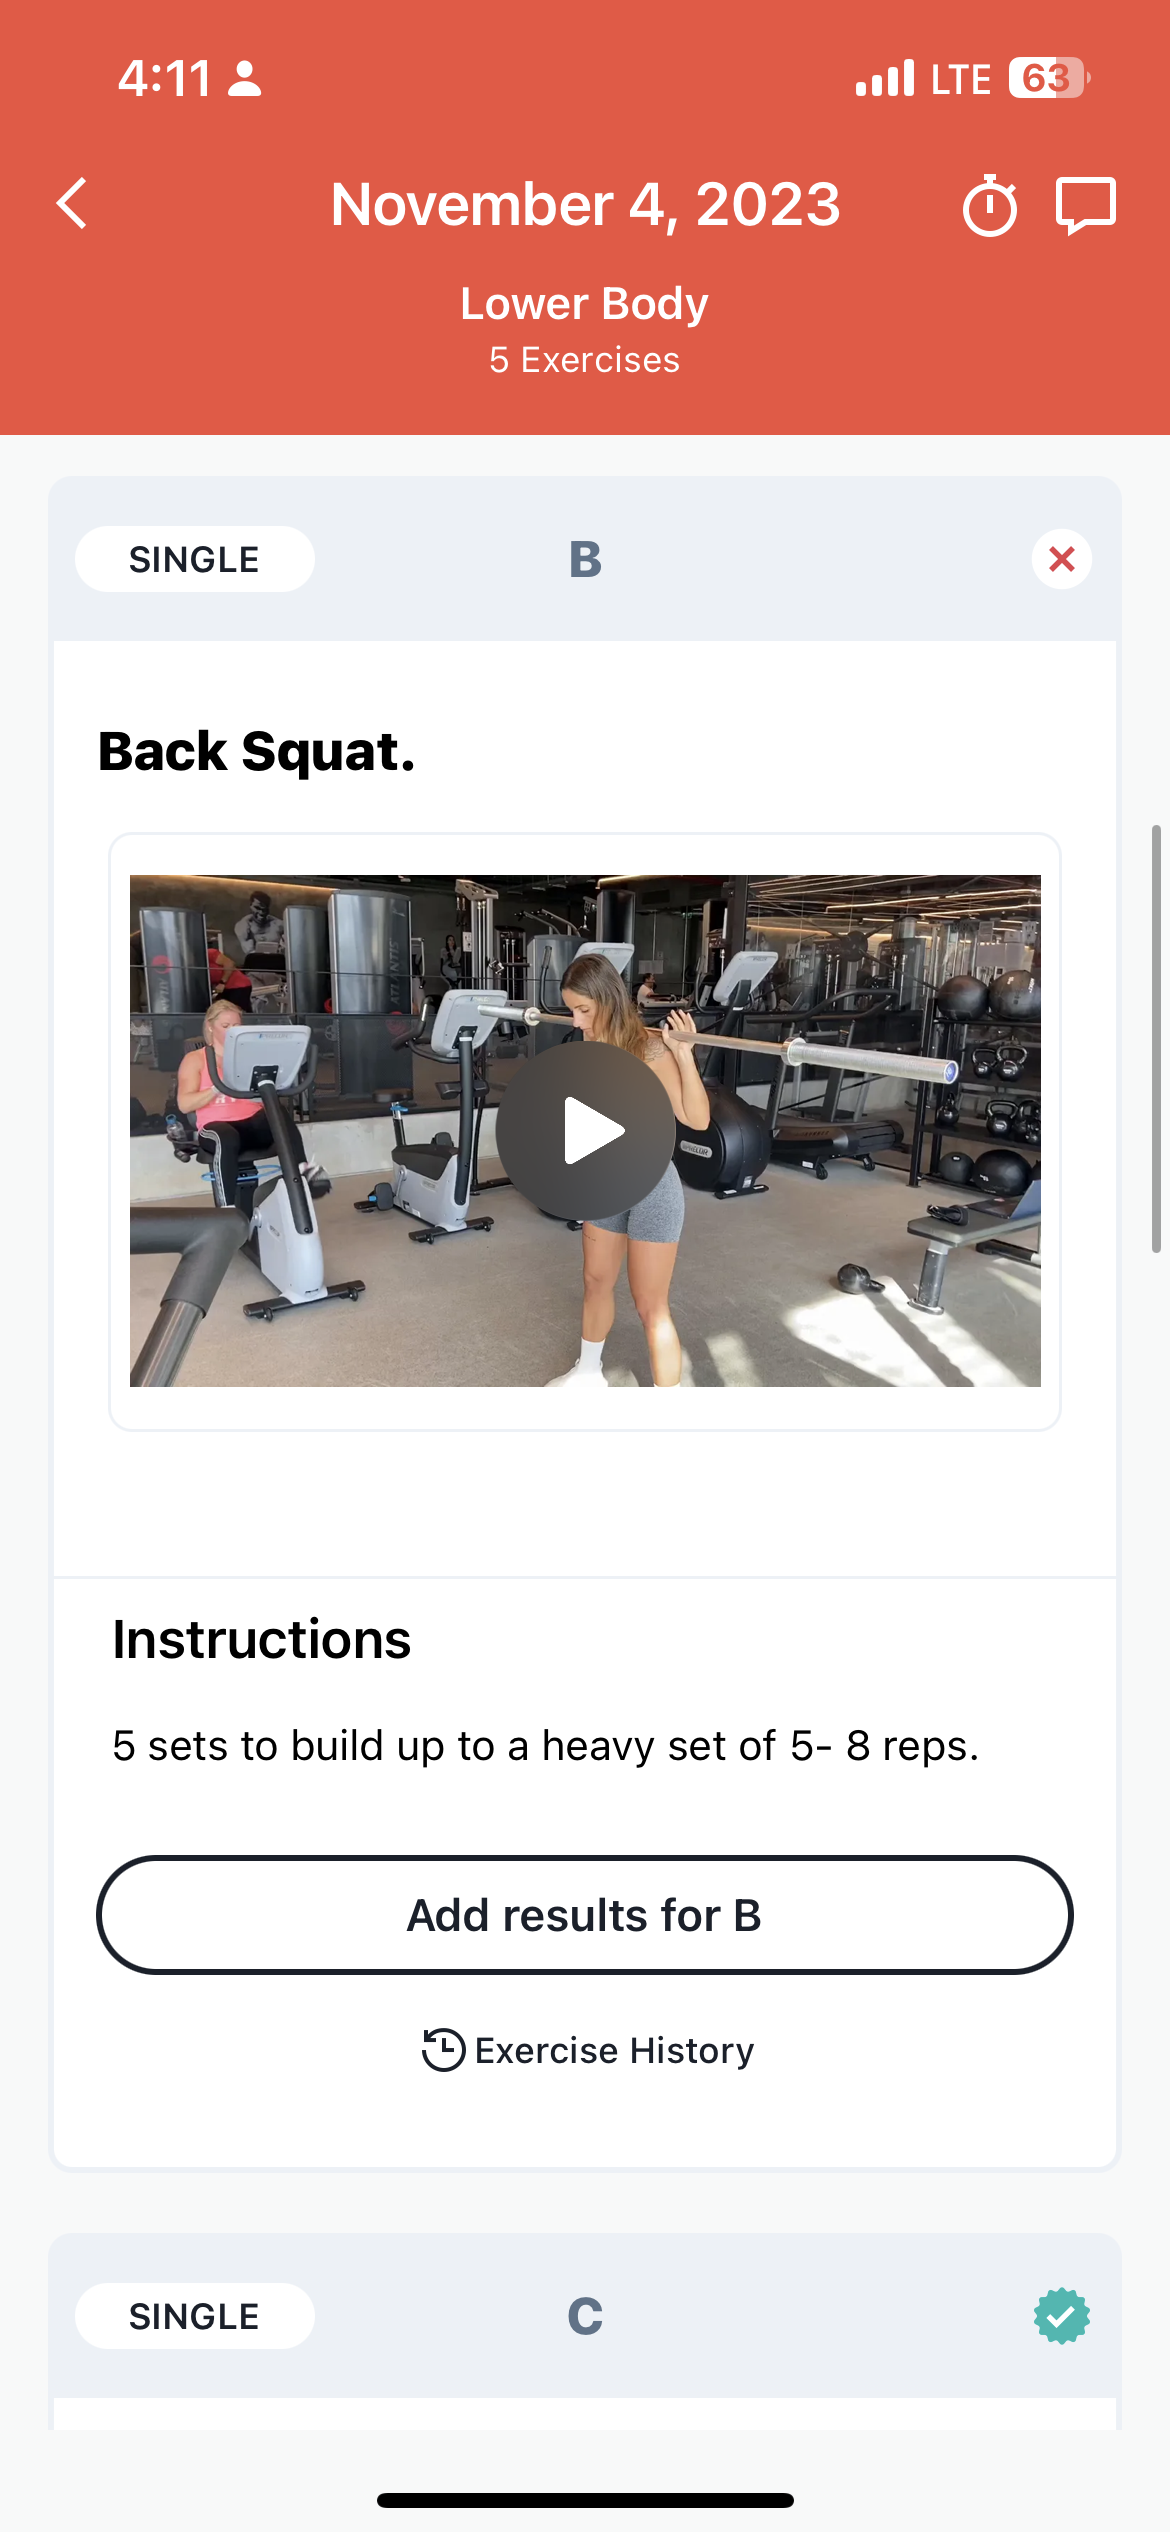 4:11
LTE 63
November 4, 2023
Lower Body
5 Exercises
SINGLE
B
Back Squat.
ATLANTIS
Instructions
5 sets to build up to a heavy set of 5- 8 reps.
Add results for B
Exercise History
SINGLE
C